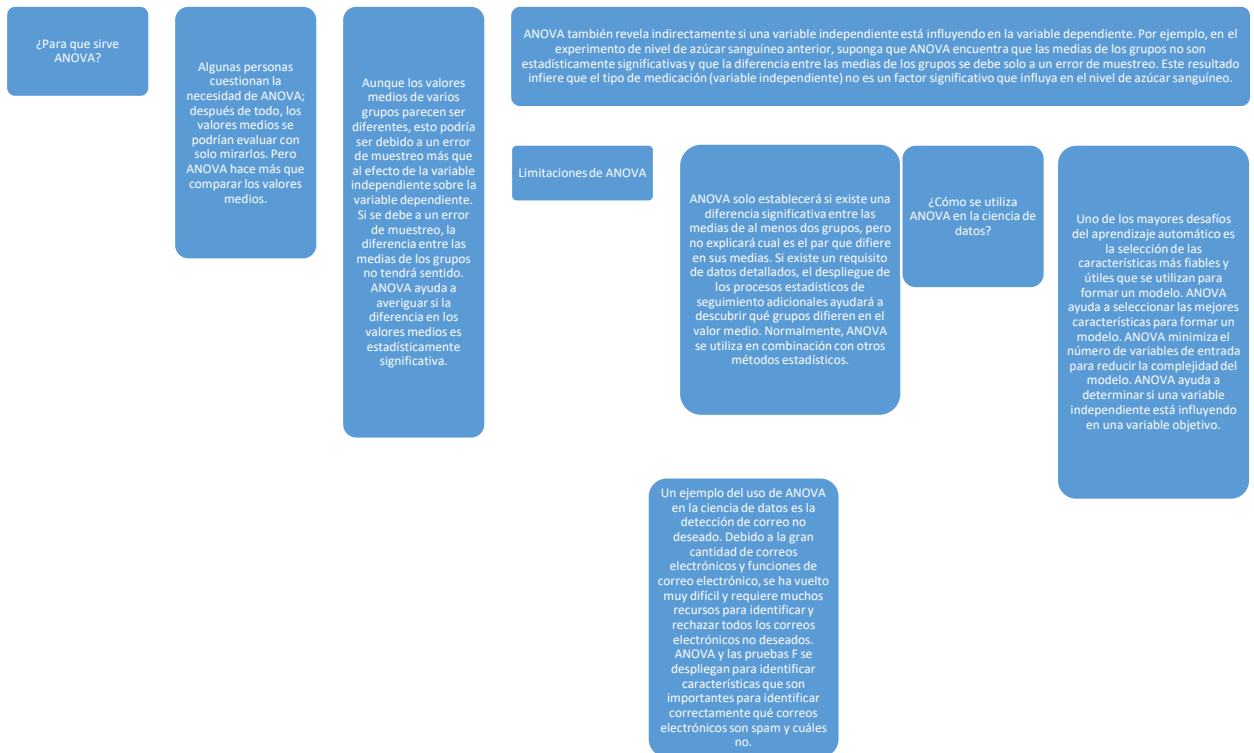 ¿Para que sirve
ANOVA?
Algunas personas
cuestionan la
necesidad de ANOVA;
después de todo, los
valores medios se
podrían evaluar con
solo mirarlos. Pero
ANOVA hace más que
comparar los valores
medios.
Aunque los valores
medios de varios
grupos parecen ser
diferentes, esto podría
ser debido a un error
de muestreo más que
al efecto de la variable
independiente sobre la
variable dependiente.
Si se debe a un error
de muestreo, la
diferencia entre las
medias de los grupos
no tendrá sentido.
ANOVA ayuda a
averiguar si la
diferencia en los
valores medios es
estadísticamente
significativa.
ANOVA también revela indirectamente si una variable independiente está influyendo en la variable dependiente. Por ejemplo, en el
experimento de nivel de azúcar sanguíneo anterior, suponga que ANOVA encuentra que las medias de los grupos no son
estadísticamente significativas y que la diferencia entre las medias de los grupos se debe solo a un error de muestreo. Este resultado
infiere que el tipo de medicación (variable independiente) no es un factor significativo que influya en el nivel de azúcar sanguíneo.
Limitaciones de ANOVA
ANOVA solo establecerá si existe una
diferencia significativa entre las
medias de al menos dos grupos, pero
no explicará cual es el par que difiere
en sus medias. Si existe un requisito
de datos detallados, el despliegue de
los procesos estadísticos de
seguimiento adicionales ayudará a
descubrir qué grupos difieren en el
valor medio. Normalmente, ANOVA
se utiliza en combinación con otros
métodos estadísticos.
¿Cómo se utiliza
ANOVA en la ciencia de
datos?
Uno de los mayores desafíos
del aprendizaje automático es
la selección de las
características más fiables y
útiles que se utilizan para
formar un modelo. ANOVA
ayuda a seleccionar las mejores
características para formar un
modelo. ANOVA minimiza el
número de variables de entrada
para reducir la complejidad del
modelo. ANOVA ayuda a
determinar si una variable
independiente está influyendo
en una variable objetivo.
Un ejemplo del uso de ANOVA
en la ciencia de datos es la
detección de correo no
deseado. Debido a la gran
cantidad de correos
electrónicos y funciones de
correo electrónico, se ha vuelto
muy difícil y requiere muchos
recursos para identificar y
rechazar todos los correos
electrónicos no deseados.
ANOVA y las pruebas F se
despliegan para identificar
características que son
importantes para identificar
correctamente qué correos
electrónicos son spam y cuáles
no.